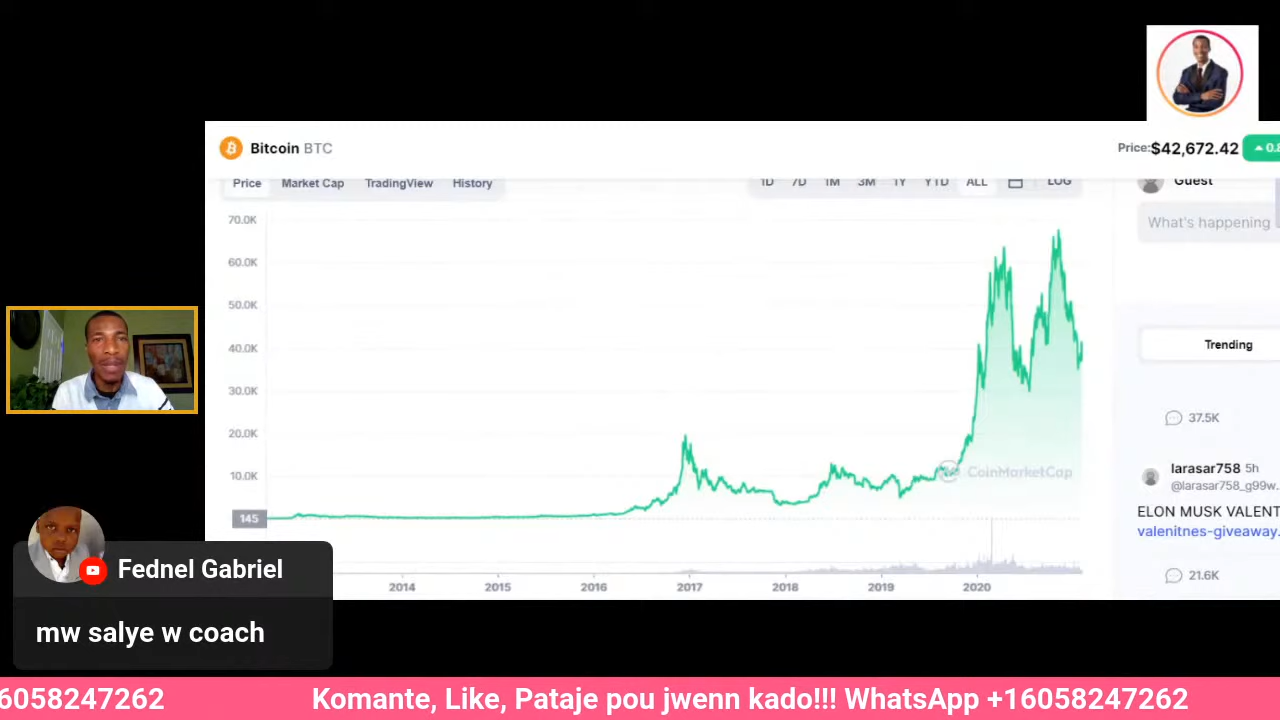 Bitcoin BTC
Price:$42,672.42
Price Market Cap TradingView History
1D 7D 1M 3M 1Y YTD ALL LOG
Guest
What's happening
70.0K
60.0K
50.0K
40.0K
30.0K
20.0K
10.0K
145
CoinMarketCap
2014 2015 2016 2017 2018 2019 2020
Trending
37.5K
larasar758 5h
@larasar758_g99w...
ELON MUSK VALENT
valenitnes-giveaway.
21.6K
Fednel Gabriel
mw salye w coach
6058247262 Komante, Like, Pataje pou jwenn kado!!! WhatsApp +16058247262